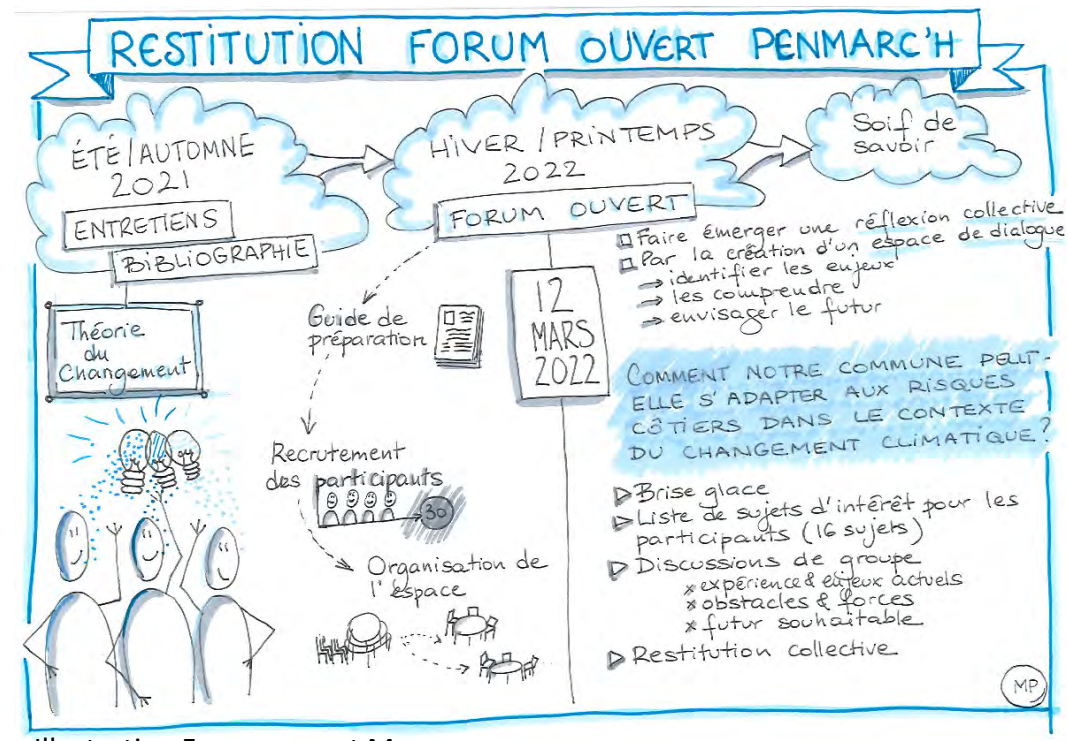 RESTITUTION FORUM OUVERT PENMARC'H
ÉTÉ/AUTOMNE
2021
ENTRETIENS
BIBLIOGRAPHIE
Théorie
du
Changement
HIVER / PRINTEMPS
2022
FORUM OUVERT
Guide de
préparation
Recrutement
des participants
30
Organisation de
l'espace
12
MARS
2022
Soif de
savoir
Faire émerger une réflexion collective
Par la création d'un espace de dialogue
→ identifier les enjeux
→ les comprendre
→ envisager le futur
COMMENT NOTRE COMMUNE PEUT-
ELLE S'ADAPTER AUX RISQUES
CÔTIERS DANS LE CONTEXTE
DU CHANGEMENT CLIMATIQUE?
Brise glace
Liste de sujets d'intérêt pour les
participants (16 sujets)
Discussions de groupe
x expérience & enjeux actuels
x obstacles & forces
x futur souhaitable
Restitution collective
MP